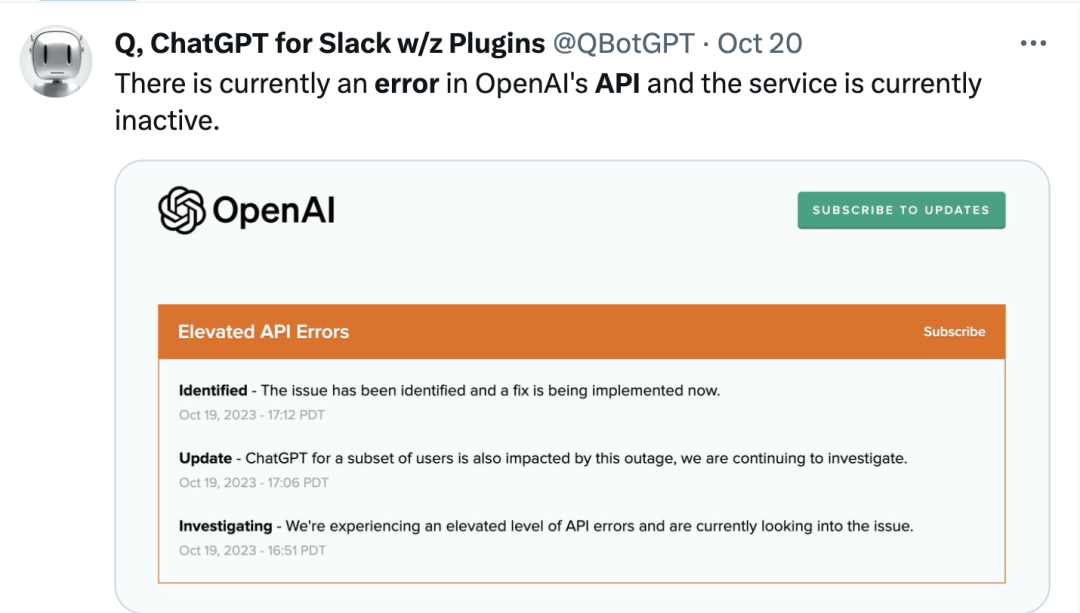 Q, ChatGPT for Slack w/z Plugins @QBotGPT · Oct 20
There is currently an error in OpenAI's API and the service is currently
inactive.
OpenAI
SUBSCRIBE TO UPDATES
Elevated API Errors
Subscribe
Identified - The issue has been identified and a fix is being implemented now.
Oct 19, 2023 - 17:12 PDT
Update - ChatGPT for a subset of users is also impacted by this outage, we are continuing to investigate.
Oct 19, 2023 - 17:06 PDT
Investigating - We're experiencing an elevated level of API errors and are currently looking into the issue.
Oct 19, 2023 - 16:51 PDT